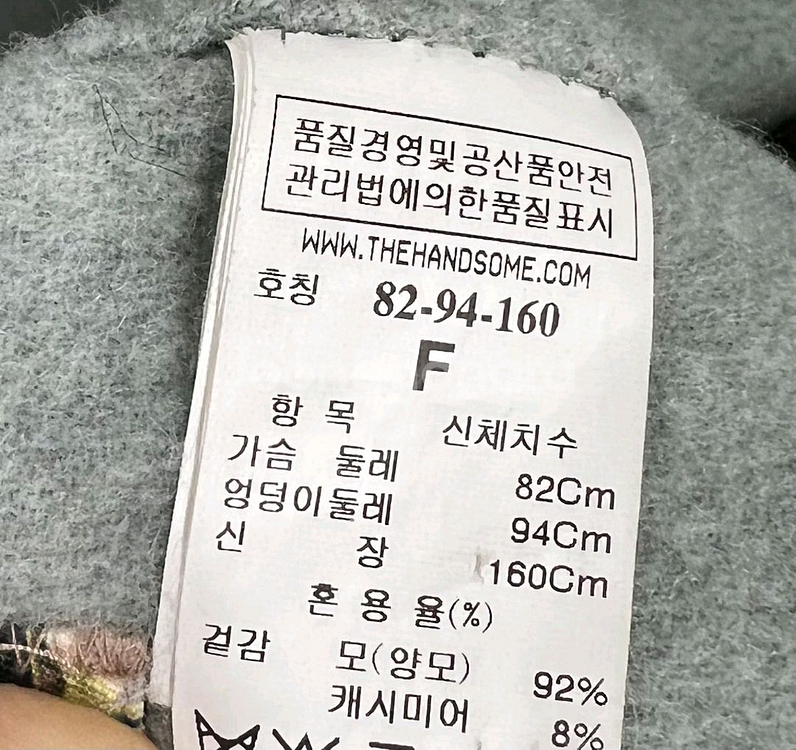 품질경영및공산품안전
관리법에의한품질표시
WWW.THEHANDSOME.COM
호칭 82-94-160
F
항 목 신체치수
가슴 둘레 82Cm
엉덩이둘레 94Cm
신 장 160Cm
혼 용 율(%)
겉감 모(양모) 92%
캐시미어 8%